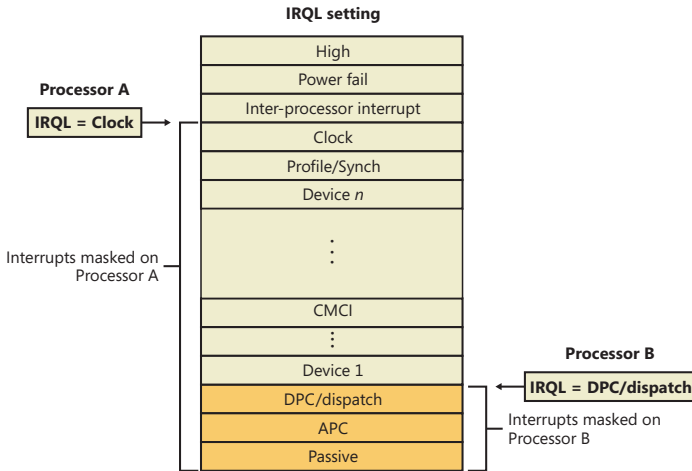 IRQL setting
High
Power fail
Processor A
Inter-processor interrupt
IRQL = Clock
Clock
Profile/Synch
Device n
⋮
Interrupts masked on
Processor A
CMCI
⋮
Processor B
Device 1
IRQL = DPC/dispatch
DPC/dispatch
Interrupts masked on
Processor B
APC
Passive